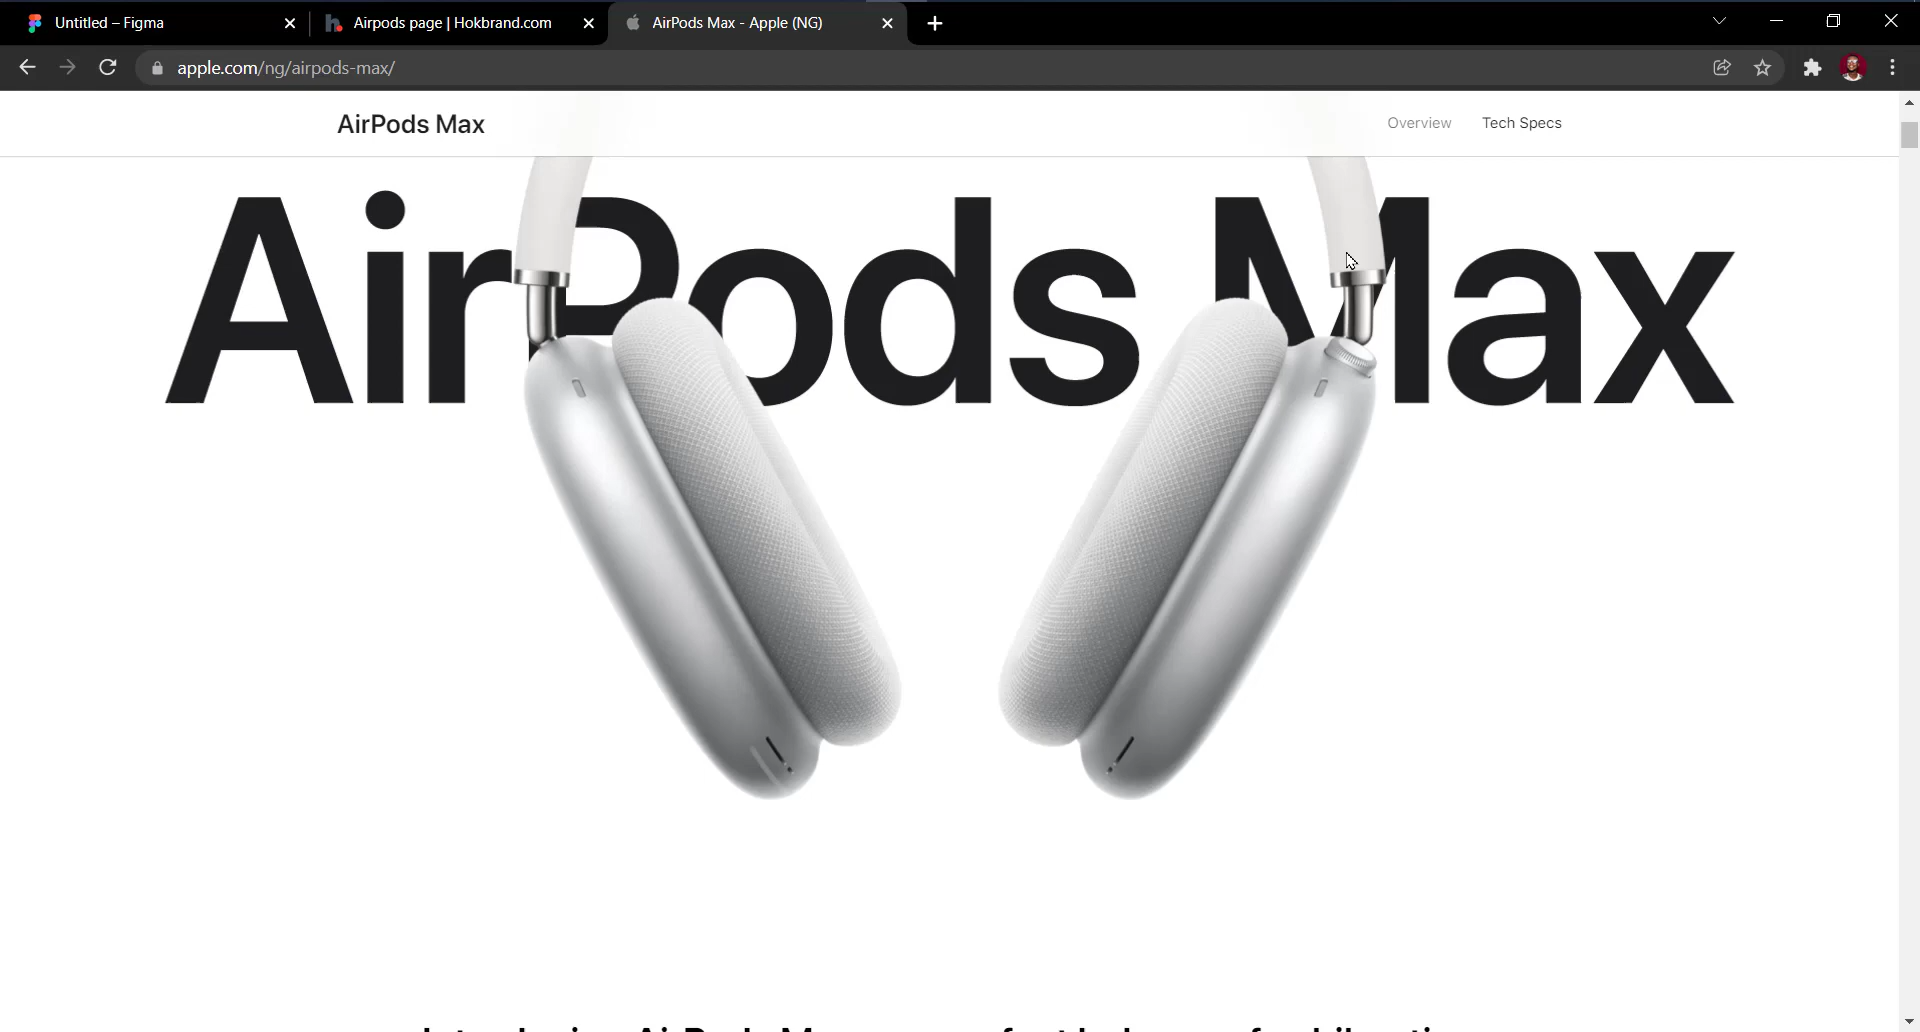 Untitled – Figma
Airpods page | Hokbrand.com
AirPods Max - Apple (NG)
apple.com/ng/airpods-max/
AirPods Max
Overview
Tech Specs
AirPods Max